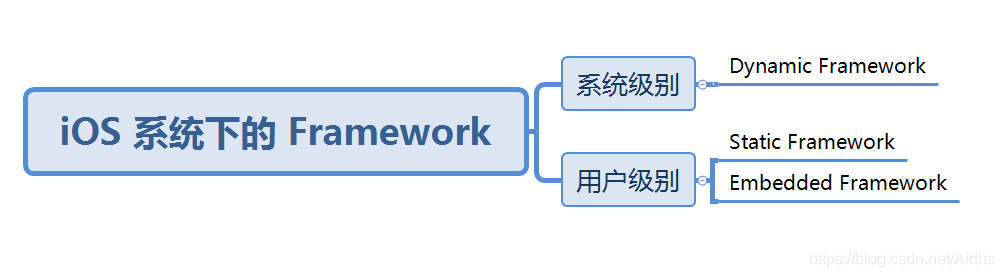 iOS 系统下的 Framework
系统级别
Dynamic Framework
用户级别
Static Framework
Embedded Framework
https://blog.csdn.net/Airths